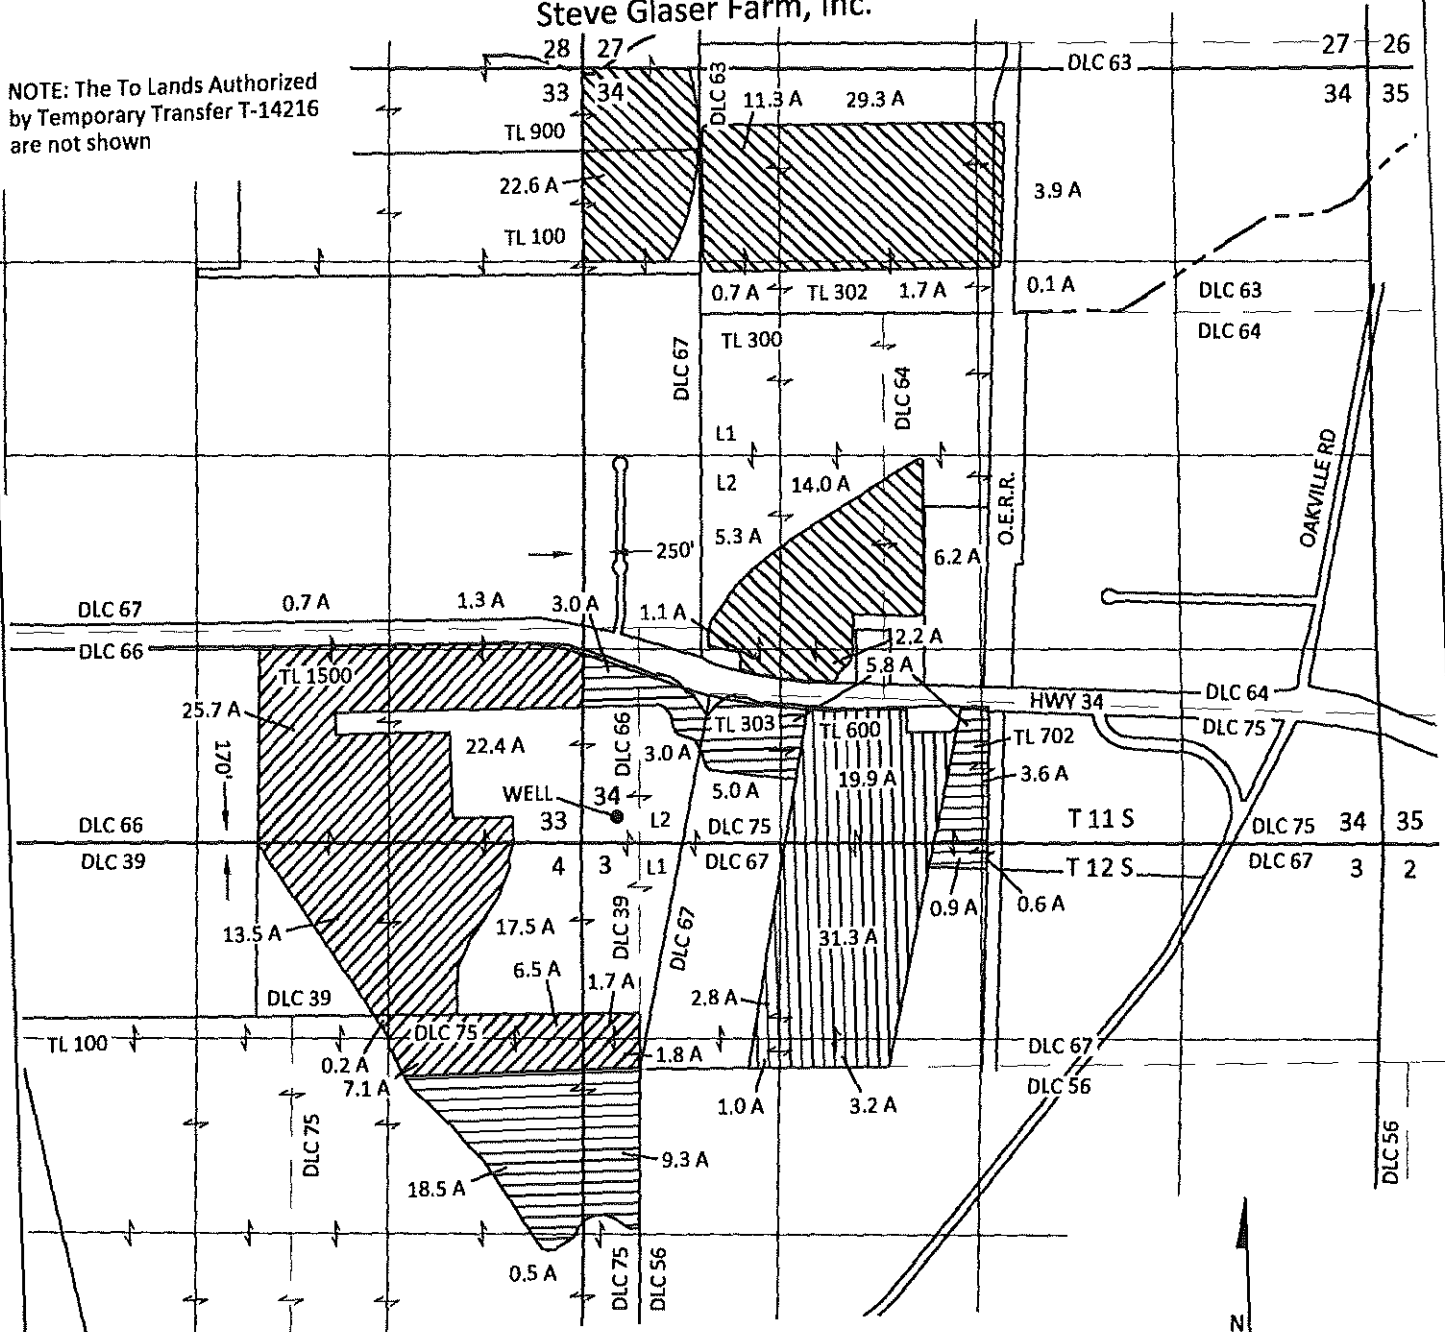 Steve Glaser Farm, Inc.
NOTE: The To Lands Authorized
by Temporary Transfer T-14216
are not shown
28 27
33 34
27 26
34 35
DLC 63
DLC 63
11.3 A 29.3 A
TL 900
22.6 A
TL 100
3.9 A
0.7 A TL 302 1.7 A
0.1 A
DLC 63
DLC 64
TL 300
DLC 67
DLC 64
L1
L2
14.0 A
5.3 A
250'
6.2 A
O.E.R.R.
OAKVILLE RD
DLC 67
DLC 66
0.7 A
1.3 A
3.0 A
1.1 A
2.2 A
5.8 A
TL 1500
25.7 A
170'
22.4 A
DLC 66
3.0 A
TL 303
5.0 A
TL 600
19.9 A
HWY 34
DLC 64
DLC 75
TL 702
3.6 A
WELL
34
33
L2
DLC 75
DLC 66
DLC 39
4 3
L1
DLC 67
T 11 S
T 12 S
DLC 75
DLC 67
34 35
3 2
0.9 A
0.6 A
13.5 A
17.5 A
DLC 39
DLC 67
31.3 A
6.5 A
1.7 A
2.8 A
DLC 39
TL 100
DLC 75
0.2 A
7.1 A
1.8 A
1.0 A
3.2 A
DLC 67
DLC 56
DLC 75
9.3 A
18.5 A
DLC 56
0.5 A
DLC 75
DLC 56
N